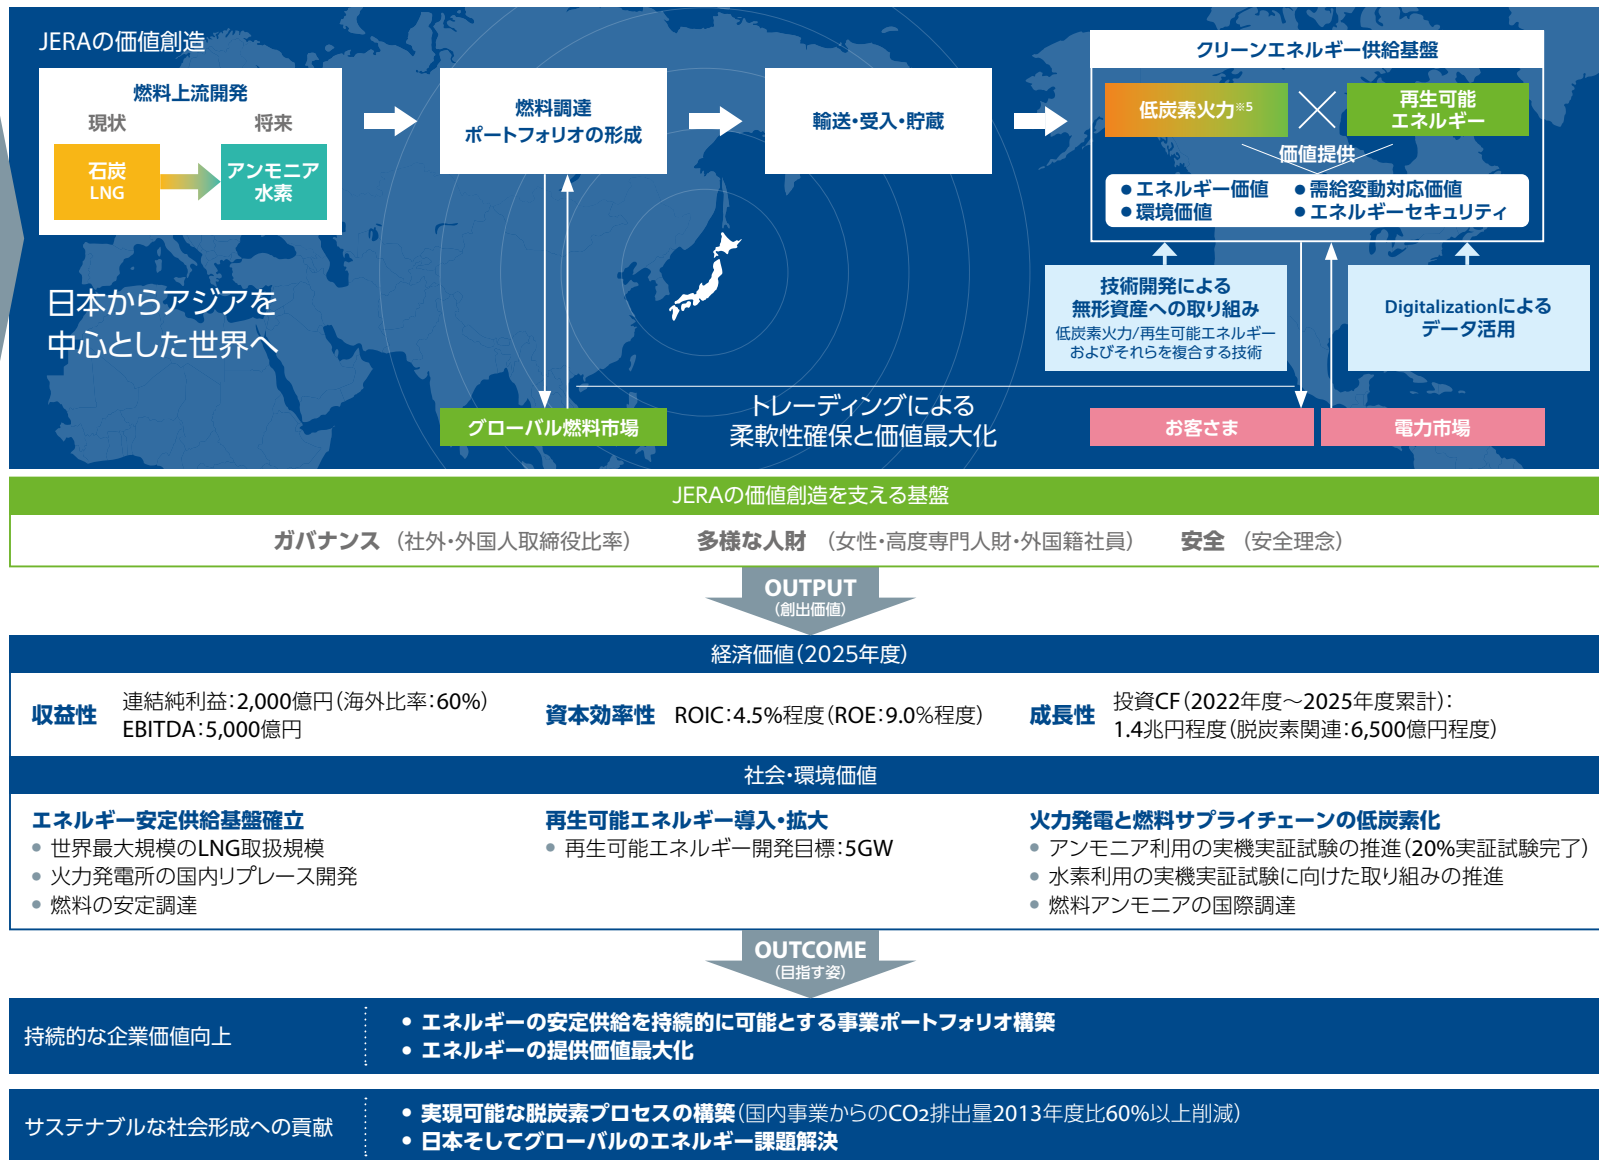 JERAの価値創造
燃料上流開発
現状
将来
石炭
LNG
アンモニア
水素
燃料調達
ポートフォリオの形成
輸送・受入・貯蔵
クリーンエネルギー供給基盤
低炭素火力※5
再生可能
エネルギー
価値提供
●エネルギー価値
●需給変動対応価値
●環境価値
●エネルギーセキュリティ
技術開発による
無形資産への取り組み
低炭素火力/再生可能エネルギー
およびそれらを複合する技術
Digitalizationによる
データ活用
日本からアジアを
中心とした世界へ
グローバル燃料市場
トレーディングによる
柔軟性確保と価値最大化
お客さま
電力市場
JERAの価値創造を支える基盤
ガバナンス（社外・外国人取締役比率） 多様な人財（女性・高度専門人財・外国籍社員） 安全（安全理念）
OUTPUT
（創出価値）
経済価値（2025年度）
収益性
連結純利益：2,000億円（海外比率：60%）
EBITDA：5,000億円
資本効率性 ROIC：4.5%程度（ROE：9.0%程度）
成長性
投資CF（2022年度～2025年度累計）：
1.4兆円程度（脱炭素関連：6,500億円程度）
社会・環境価値
エネルギー安定供給基盤確立
● 世界最大規模のLNG取扱規模
● 火力発電所の国内リプレース開発
● 燃料の安定調達
再生可能エネルギー導入・拡大
● 再生可能エネルギー開発目標：5GW
火力発電と燃料サプライチェーンの低炭素化
● アンモニア利用の実機実証試験の推進（20%実証試験完了）
● 水素利用の実機実証試験に向けた取り組みの推進
● 燃料アンモニアの国際調達
OUTCOME
（目指す姿）
持続的な企業価値向上
● エネルギーの安定供給を持続的に可能とする事業ポートフォリオ構築
● エネルギーの提供価値最大化
サステナブルな社会形成への貢献
● 実現可能な脱炭素プロセスの構築（国内事業からのCO2排出量2013年度比60%以上削減）
● 日本そしてグローバルのエネルギー課題解決